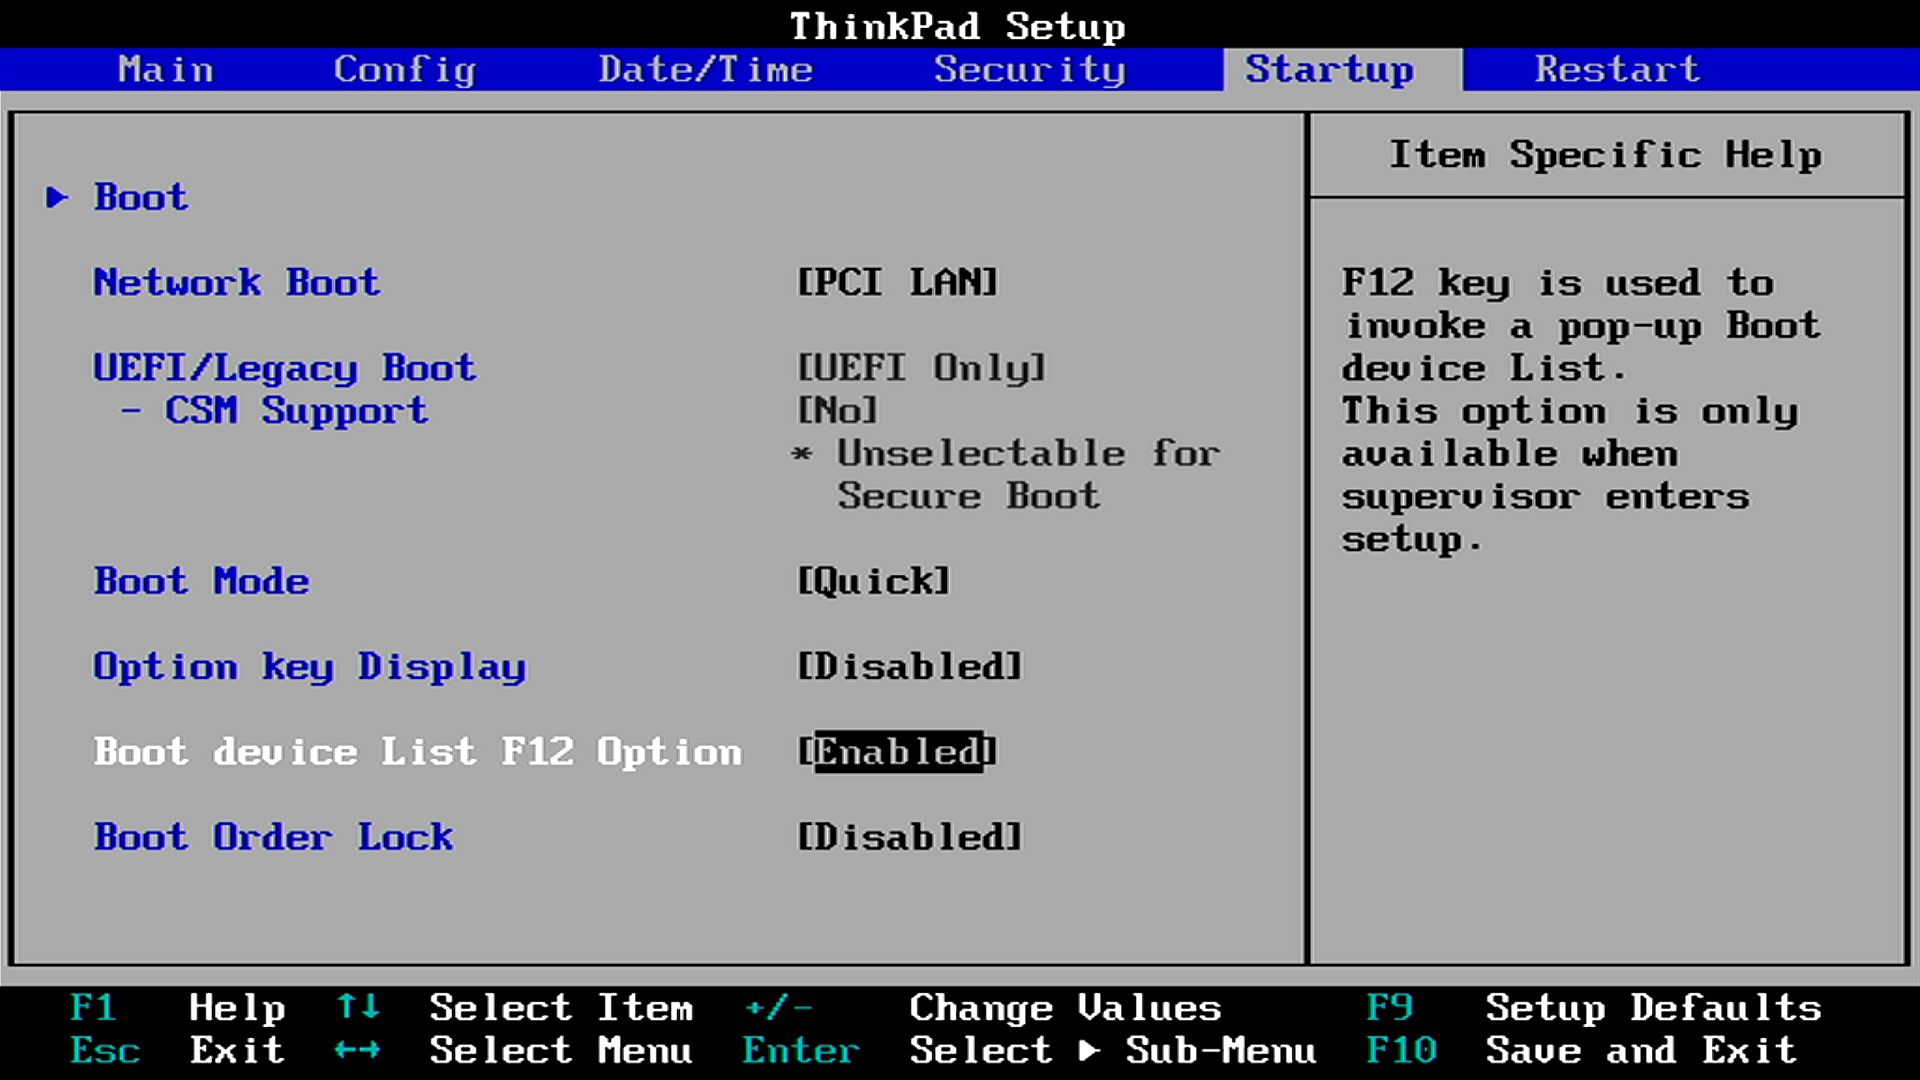 ThinkPad Setup
Main Config Date/Time Security Startup Restart
Item Specific Help
▶ Boot
Network Boot [PCI LAN]
UEFI/Legacy Boot [UEFI Only]
- CSM Support [No]
* Unselectable for
Secure Boot
Boot Mode [Quick]
Option key Display [Disabled]
Boot device List F12 Option [Enabled]
Boot Order Lock [Disabled]
F12 key is used to
invoke a pop-up Boot
device List.
This option is only
available when
supervisor enters
setup.
F1 Help ↑↓ Select Item +/- Change Values F9 Setup Defaults
Esc Exit ←→ Select Menu Enter Select ▶ Sub-Menu F10 Save and Exit